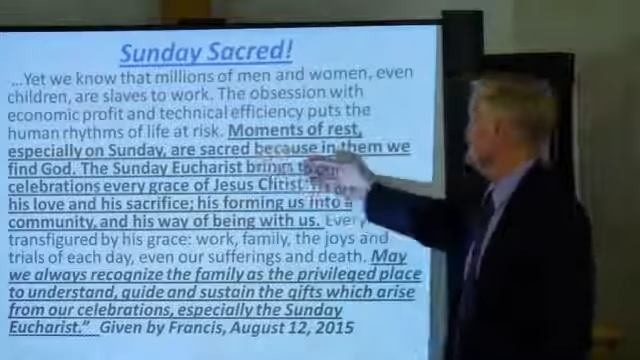 Sunday Sacred!
...Yet we know that millions of men and women, even
children, are slaves to work. The obsession with
economic profit and technical efficiency puts the
human rhythms of life at risk. Moments of rest,
especially on Sunday, are sacred because in them we
find God. The Sunday Eucharist brings to our
celebrations every grace of Jesus Chtist:
his love and his sacrifice; his forming us into a
community, and his way of being with us. Every
transfigured by his grace: work, family, the joys and
trials of each day, even our sufferings and death. May
we always recognize the family as the privileged place
to understand, guide and sustain the gifts which arise
from our celebrations, especially the Sunday
Eucharist." Given by Francis, August 12, 2015